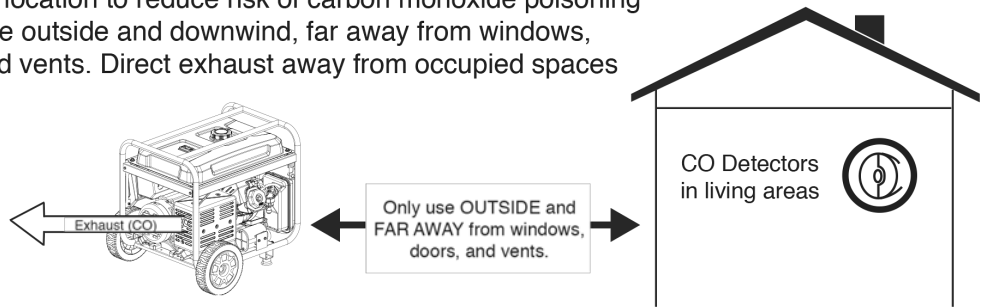 location to reduce risk of carbon monoxide poisoning
e outside and downwind, far away from windows,
d vents. Direct exhaust away from occupied spaces
CO Detectors
in living areas
Only use OUTSIDE and
FAR AWAY from windows,
doors, and vents.
Exhaust (CO)